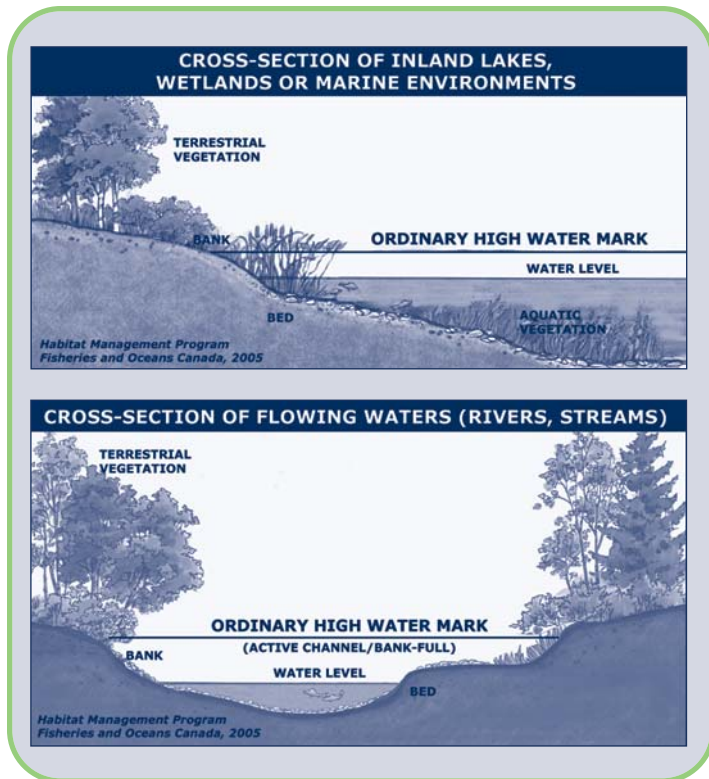 CROSS-SECTION OF INLAND LAKES,
WETLANDS OR MARINE ENVIRONMENTS
TERRESTRIAL
VEGETATION
BANK
ORDINARY HIGH WATER MARK
WATER LEVEL
BED
AQUATIC
VEGETATION
Habitat Management Program
Fisheries and Oceans Canada, 2005
CROSS-SECTION OF FLOWING WATERS (RIVERS, STREAMS)
TERRESTRIAL
VEGETATION
ORDINARY HIGH WATER MARK
(ACTIVE CHANNEL/BANK-FULL)
BANK
WATER LEVEL
BED
Habitat Management Program
Fisheries and Oceans Canada, 2005